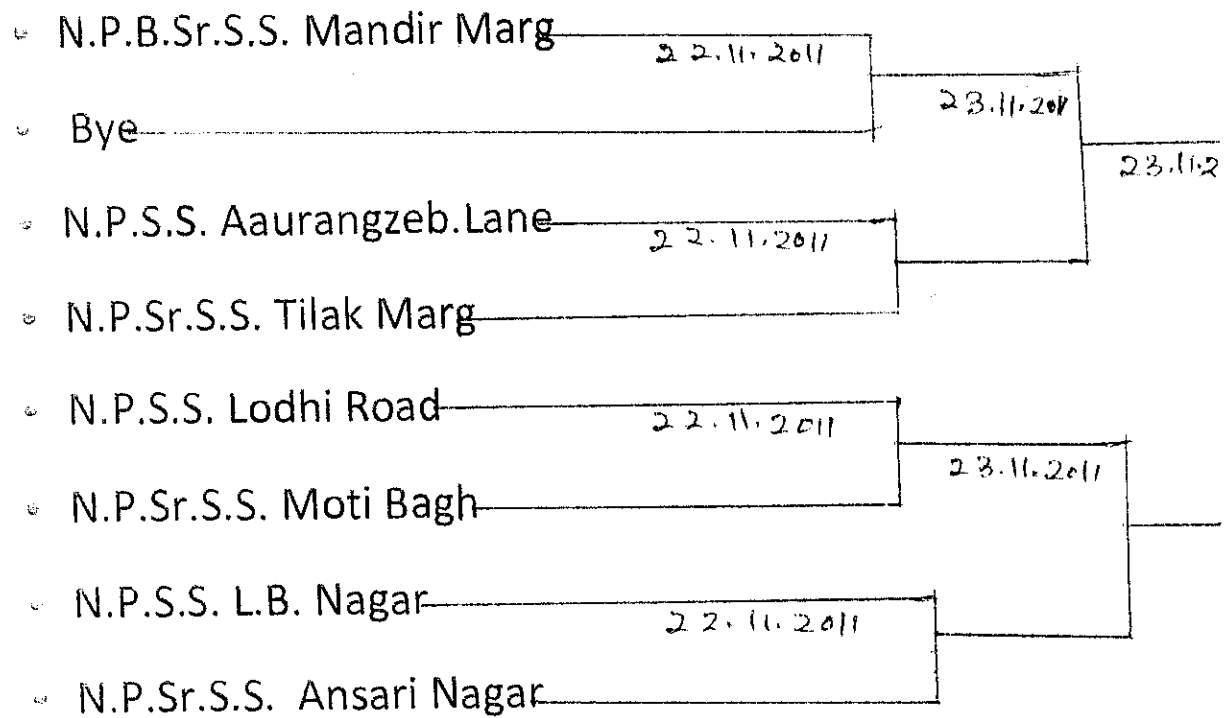 N.P.B.Sr.S.S. Mandir Marg
22.11.2011
23.11.201
Bye
23.11.2
N.P.S.S. Aaurangzeb.Lane
22.11.2011
N.P.Sr.S.S. Tilak Marg
N.P.S.S. Lodhi Road
22.11.2011
23.11.2011
N.P.Sr.S.S. Moti Bagh
N.P.S.S. L.B. Nagar
22.11.2011
N.P.Sr.S.S. Ansari Nagar